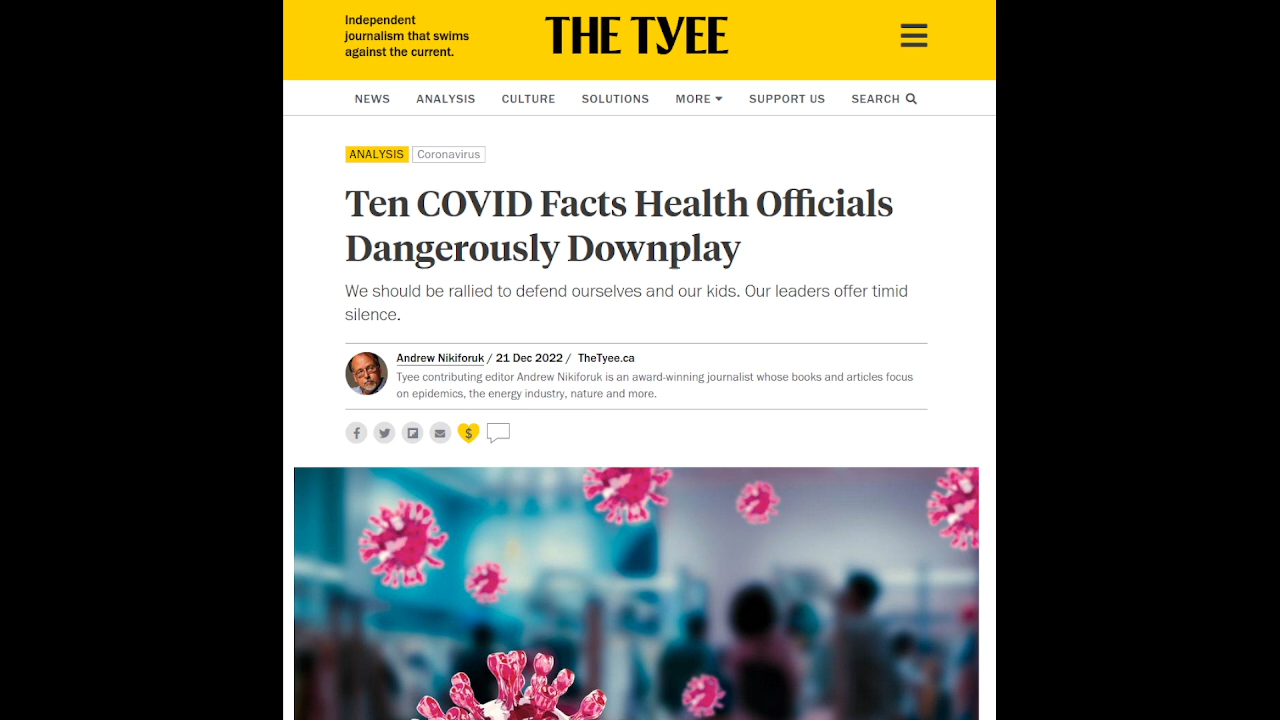 Independent
journalism that swims
against the current.
THE TYEE
NEWS ANALYSIS CULTURE SOLUTIONS MORE SUPPORT US SEARCH
ANALYSIS Coronavirus
Ten COVID Facts Health Officials
Dangerously Downplay
We should be rallied to defend ourselves and our kids. Our leaders offer timid
silence.
Andrew Nikiforuk / 21 Dec 2022 / TheTyee.ca
Tyee contributing editor Andrew Nikiforuk is an award-winning journalist whose books and articles focus
on epidemics, the energy industry, nature and more.
$